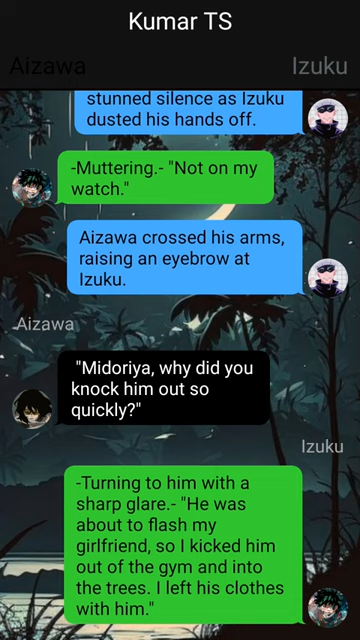 Kumar TS
Aizawa
Izuku
stunned silence as Izuku
dusted his hands off.
-Muttering.- "Not on my
watch."
Aizawa crossed his arms,
raising an eyebrow at
Izuku.
Aizawa
"Midoriya, why did you
knock him out so
quickly?"
Izuku
-Turning to him with a
sharp glare.- "He was
about to flash my
girlfriend, so I kicked him
out of the gym and into
the trees. I left his clothes
with him."